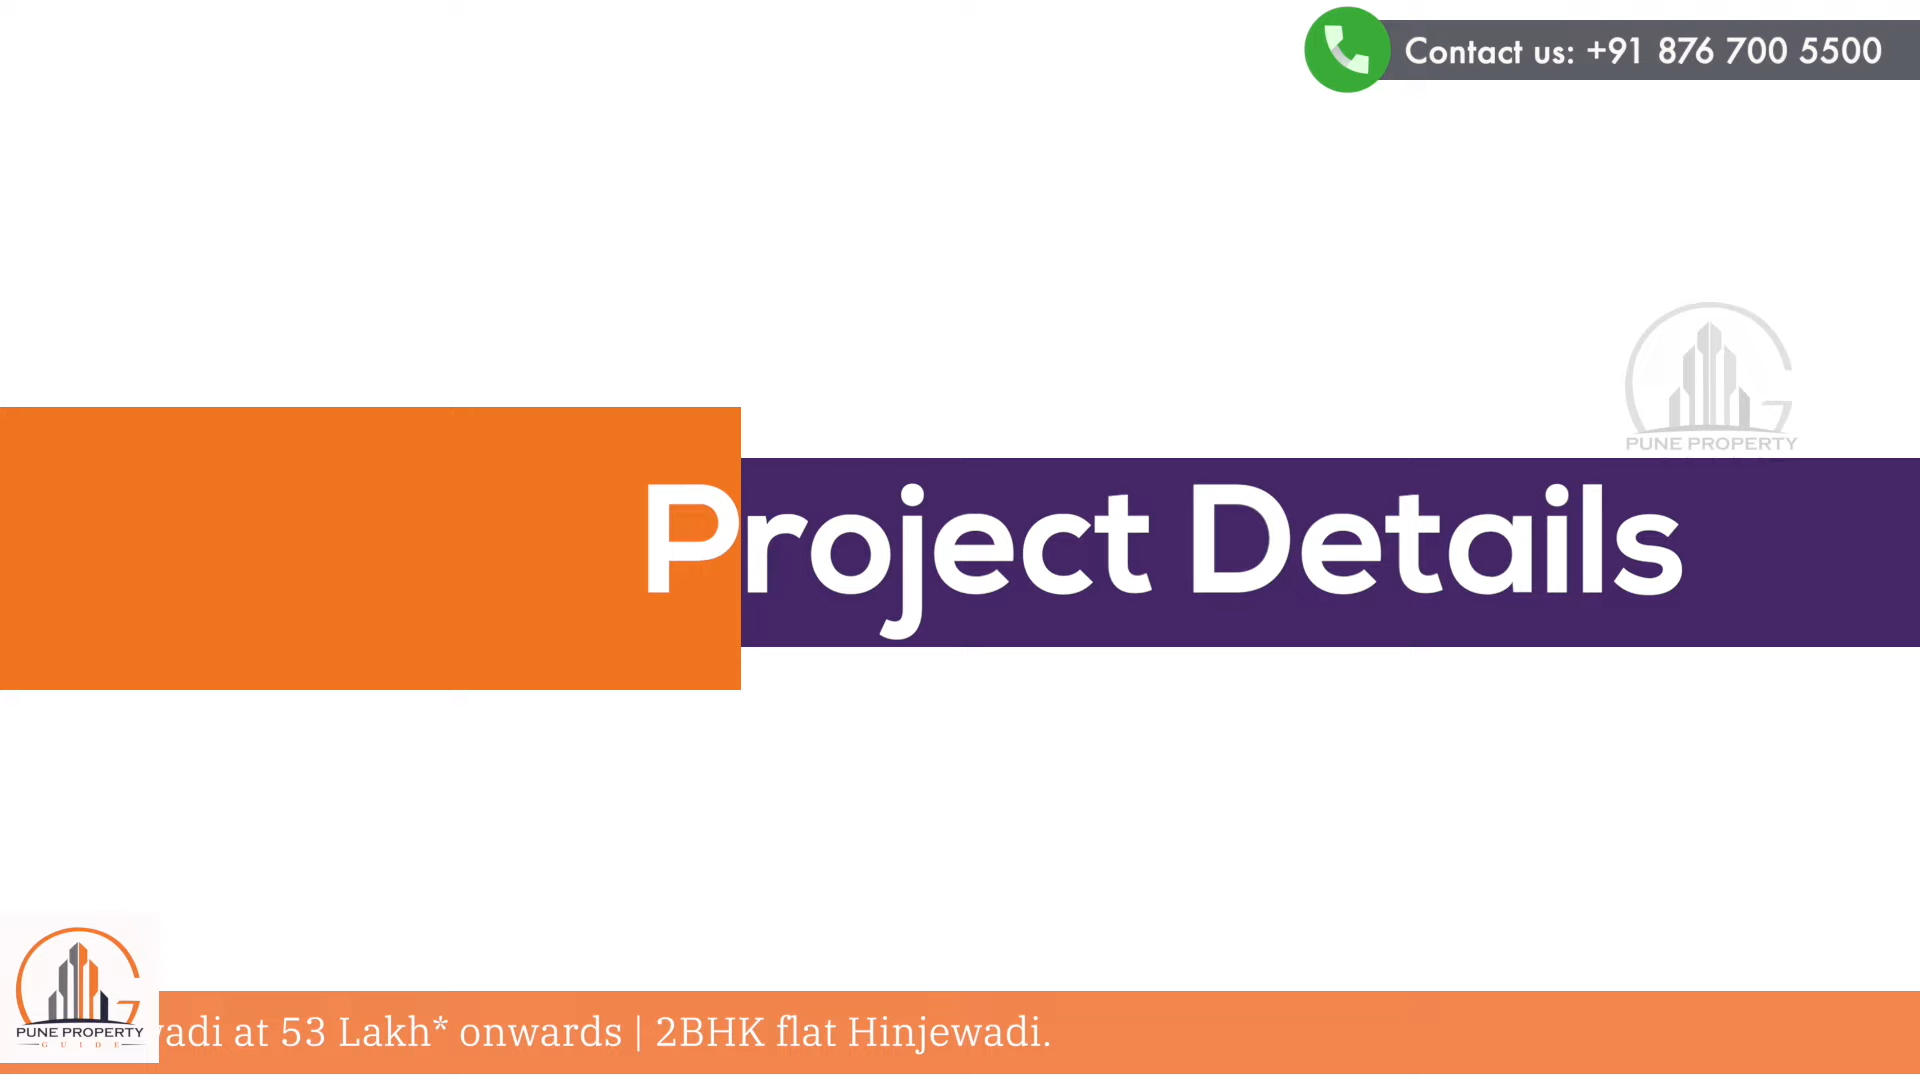 Contact us: +91 876 700 5500
PUNE PROPERTY
Project Details
PUNE PROPERTY
GUIDE
at 53 Lakh* onwards | 2BHK flat Hinjewadi.